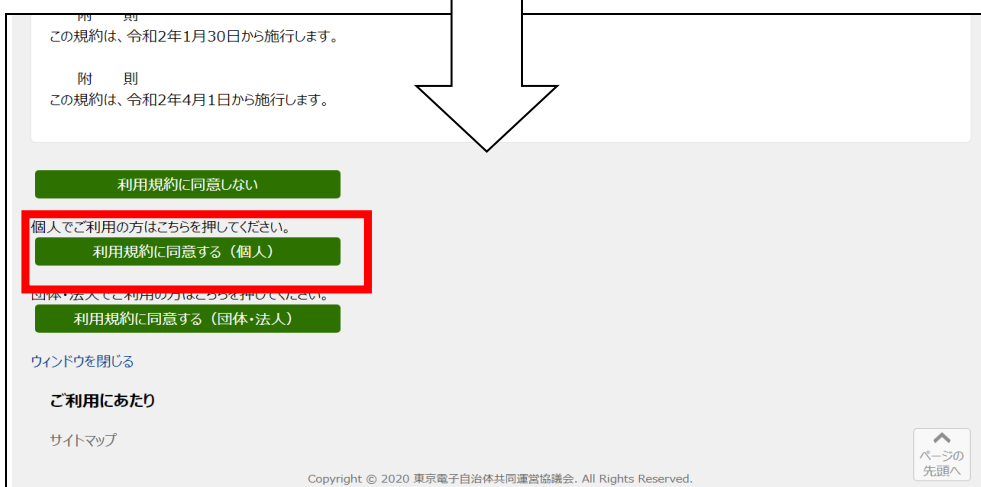 附　則
この規約は、令和2年1月30日から施行します。
附　則
この規約は、令和2年4月1日から施行します。
利用規約に同意しない
個人でご利用の方はこちらを押してください。
利用規約に同意する（個人）
団体・法人でご利用の方はこちらを押してください。
利用規約に同意する（団体・法人）
ウィンドウを閉じる
ご利用にあたり
サイトマップ
ページの
先頭へ
Copyright © 2020 東京電子自治体共同運営協議会. All Rights Reserved.